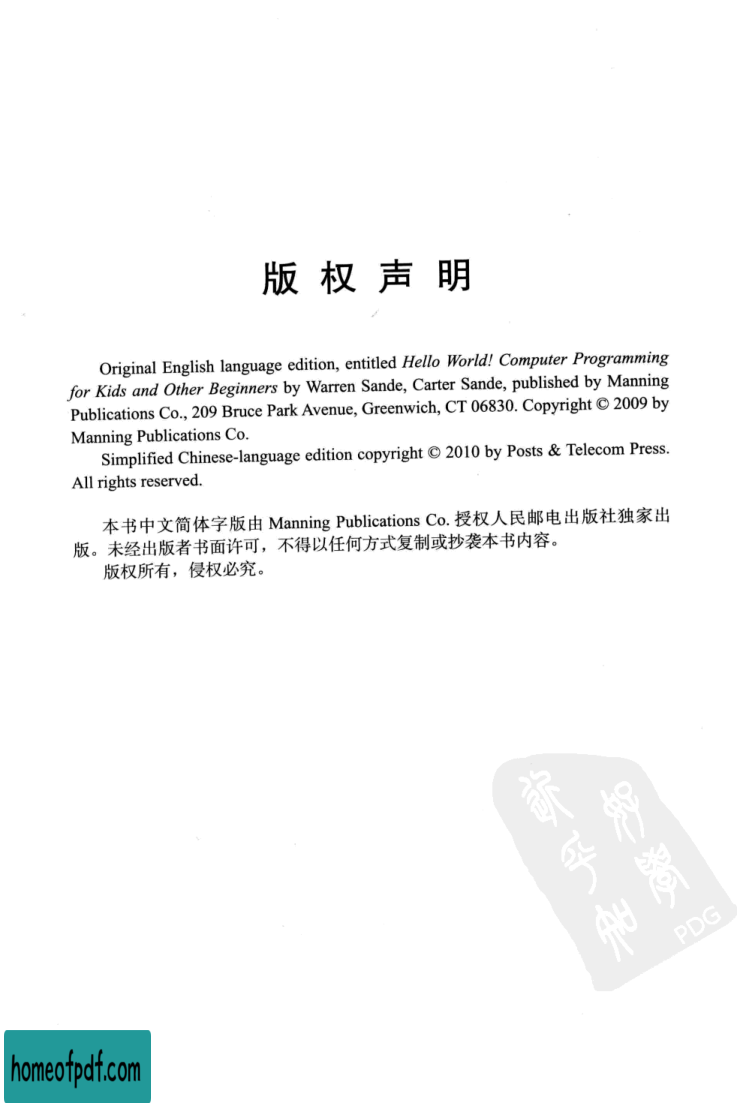 版 权 声 明
Original English language edition, entitled Hello World! Computer Programming
for Kids and Other Beginners by Warren Sande, Carter Sande, published by Manning
Publications Co., 209 Bruce Park Avenue, Greenwich, CT 06830. Copyright © 2009 by
Manning Publications Co.
Simplified Chinese-language edition copyright © 2010 by Posts & Telecom Press.
All rights reserved.
本书中文简体字版由 Manning Publications Co. 授权人民邮电出版社独家出
版。未经出版者书面许可，不得以任何方式复制或抄袭本书内容。
版权所有，侵权必究。
好學
PDG
homeofpdf.com